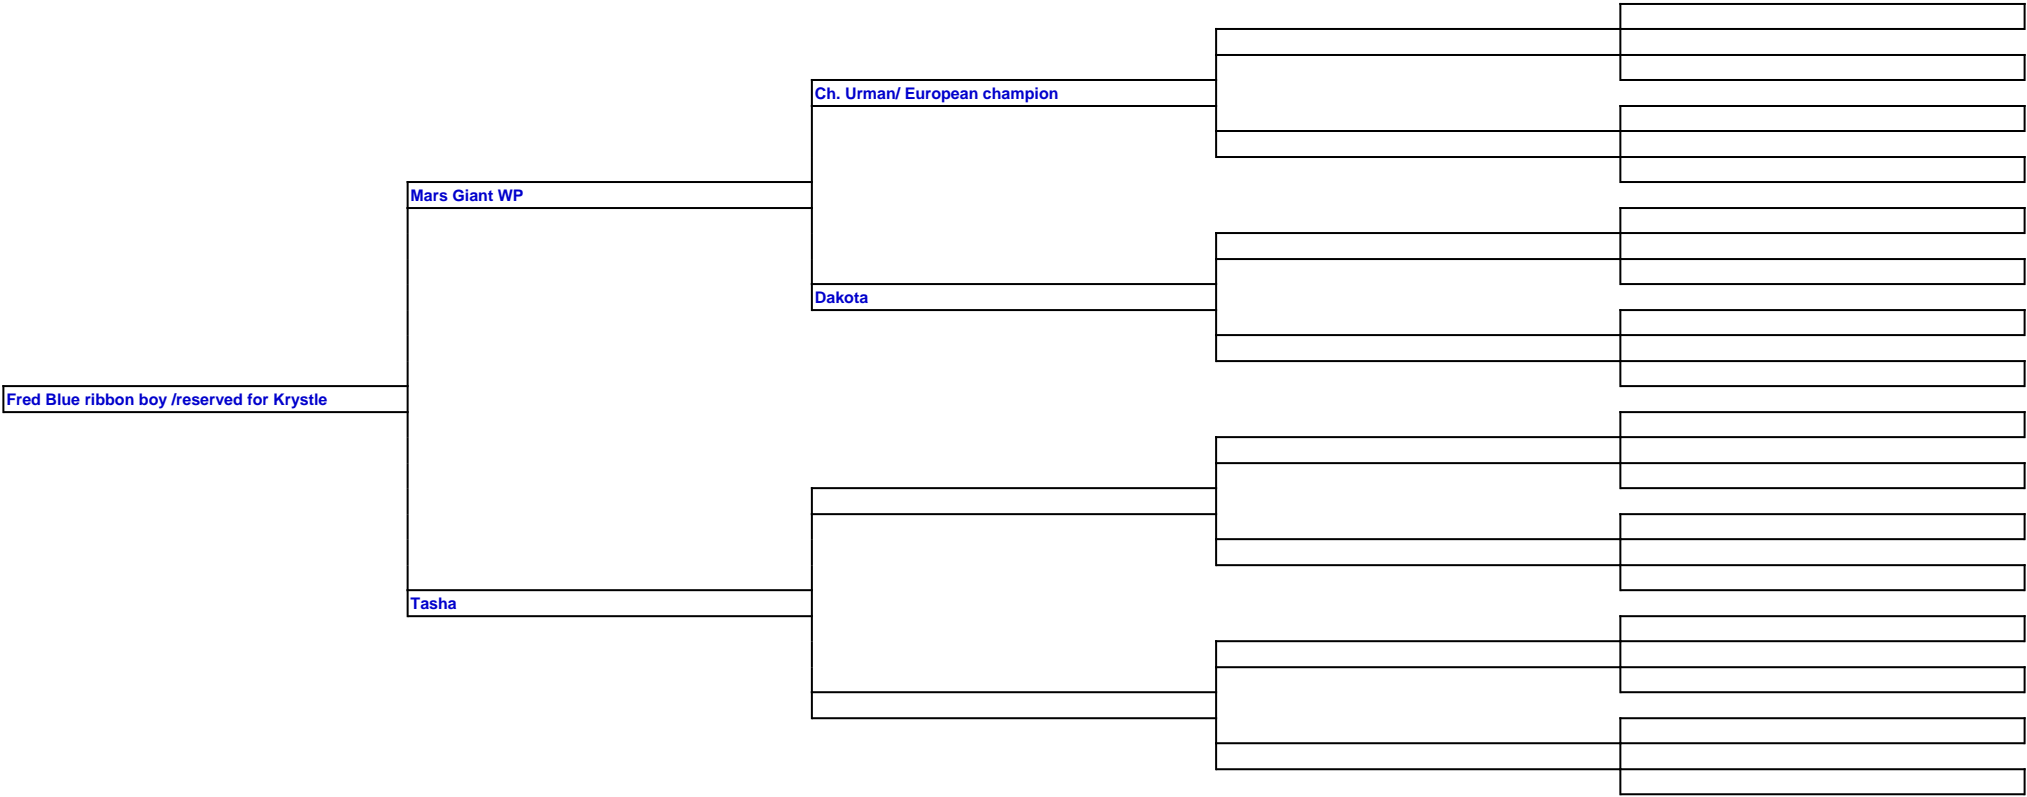 Ch. Urman/ European champion
Mars Giant WP
Dakota
Fred Blue ribbon boy /reserved for Krystle
Tasha